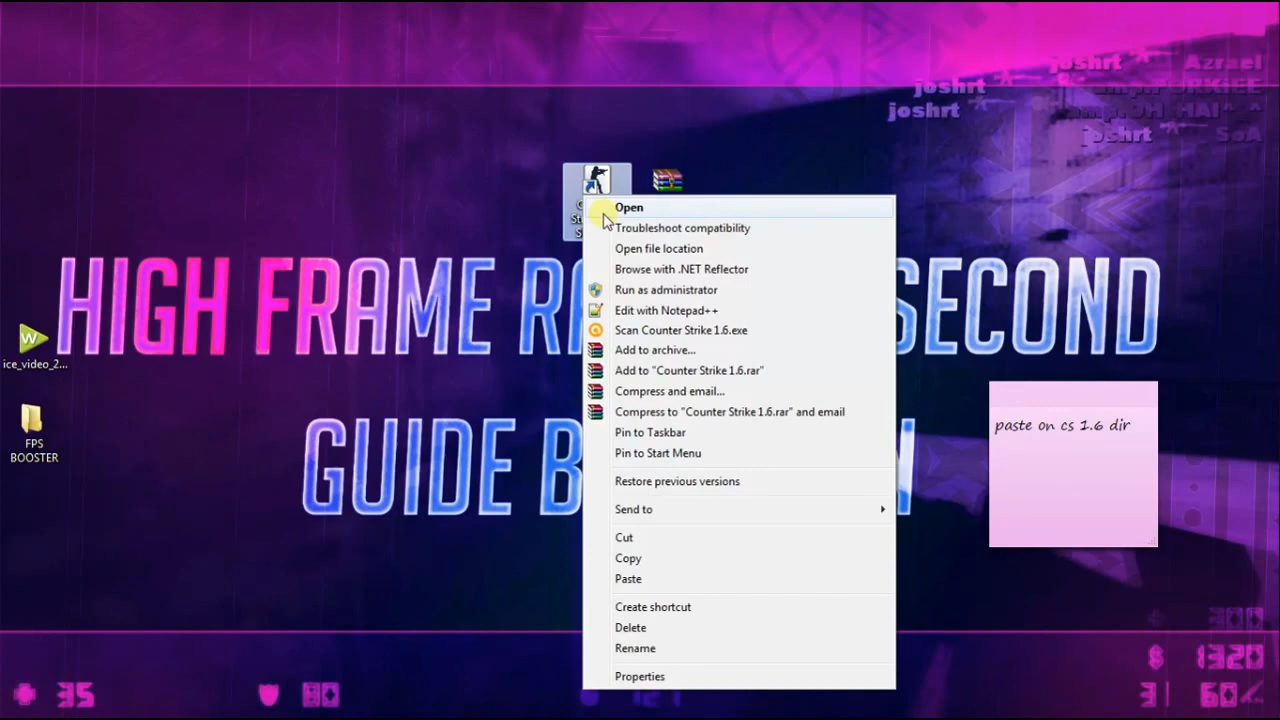 joshrt Azrael
joshrt
joshrt
joshrt SoA
HIGH FRAME
SECOND
GUIDE
Open
Troubleshoot compatibility
Open file location
Browse with .NET Reflector
Run as administrator
Edit with Notepad++
Scan Counter Strike 1.6.exe
Add to archive...
Add to "Counter Strike 1.6.rar"
Compress and email...
Compress to "Counter Strike 1.6.rar" and email
Pin to Taskbar
Pin to Start Menu
Restore previous versions
Send to
Cut
Copy
Paste
Create shortcut
Delete
Rename
Properties
W
ice_video_2...
FPS
BOOSTER
paste on cs 1.6 dir
35
$ 1320